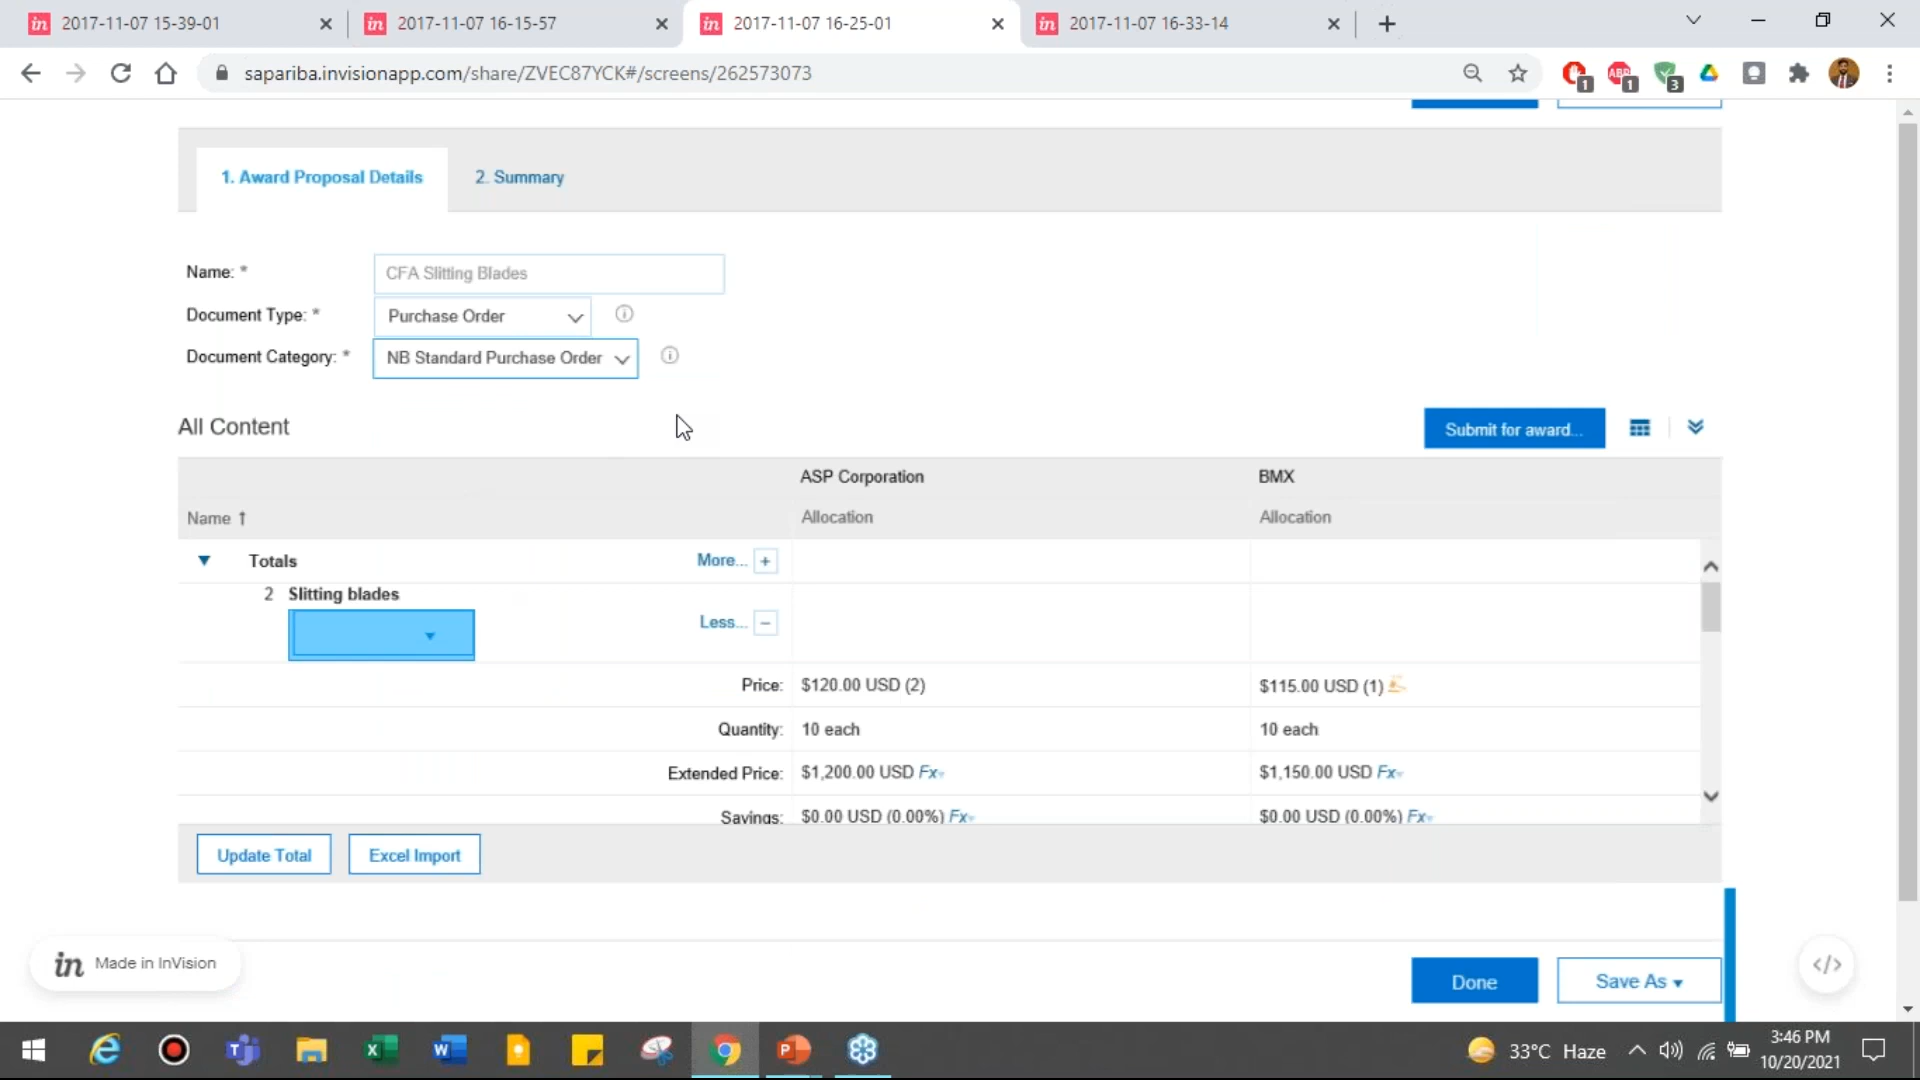 2017-11-07 15-39-01
2017-11-07 16-15-57
2017-11-07 16-25-01
2017-11-07 16-33-14
sapariba.invisionapp.com/share/ZVEC87YCK#/screens/262573073
1 ABP 1 3
1. Award Proposal Details
2. Summary
Name: * CFA Slitting Blades
Document Type: * Purchase Order
Document Category: * NB Standard Purchase Order
All Content
Submit for award...
ASP Corporation BMX
Name ↑ Allocation Allocation
Totals More... +
2 Slitting blades
Less... −
Price: $120.00 USD (2) $115.00 USD (1)
Quantity: 10 each 10 each
Extended Price: $1,200.00 USD Fx $1,150.00 USD Fx
Savings: $0.00 USD (0.00%) Fx $0.00 USD (0.00%) Fx
Update Total Excel Import
in Made in InVision
Done Save As
33°C Haze
3:46 PM
10/20/2021